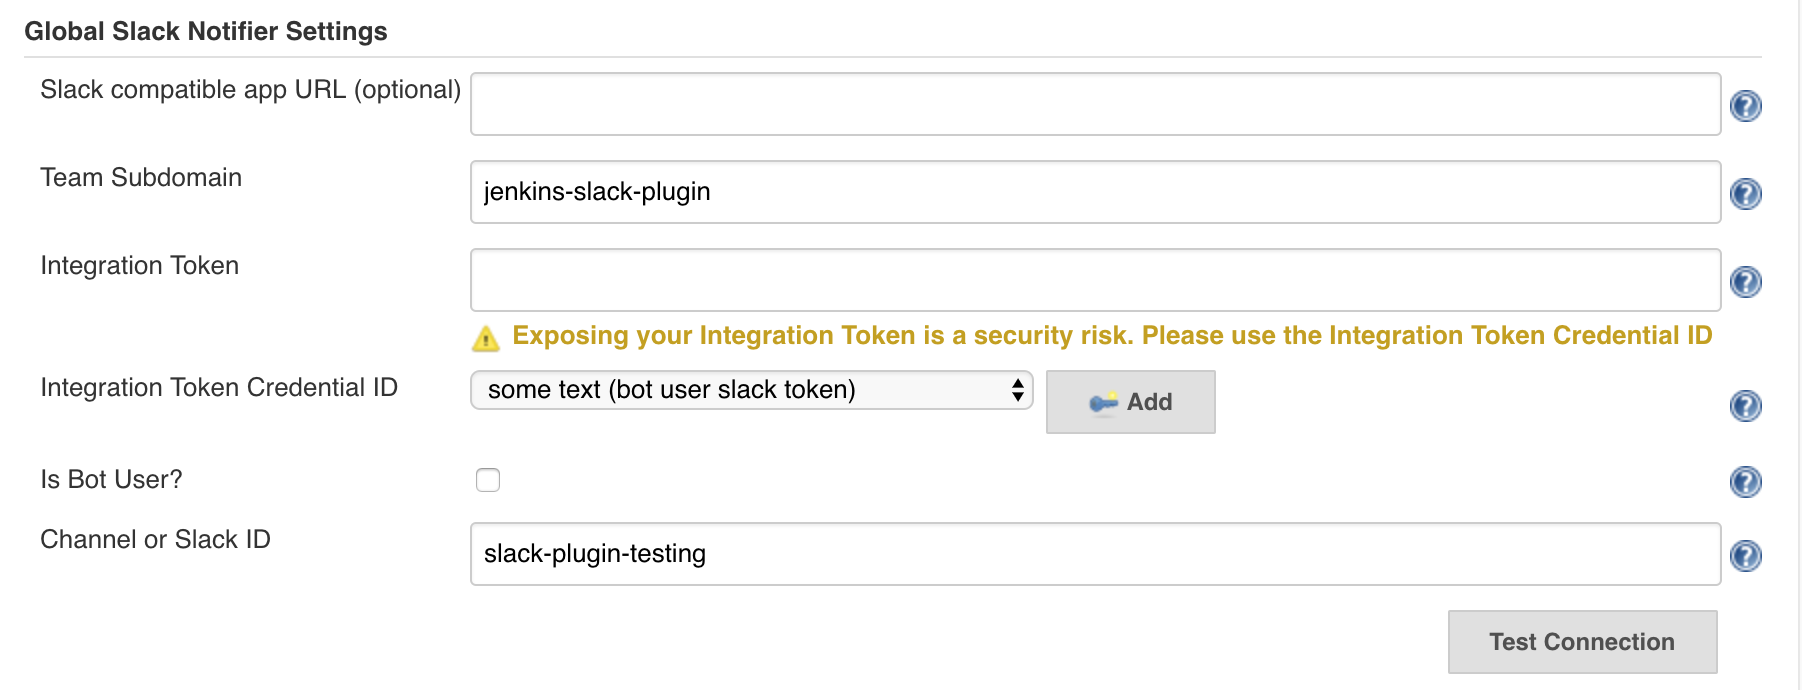 Global Slack Notifier Settings
Slack compatible app URL (optional)
Team Subdomain
jenkins-slack-plugin
Integration Token
Exposing your Integration Token is a security risk. Please use the Integration Token Credential ID
Integration Token Credential ID
some text (bot user slack token)
Add
Is Bot User?
Channel or Slack ID
slack-plugin-testing
Test Connection